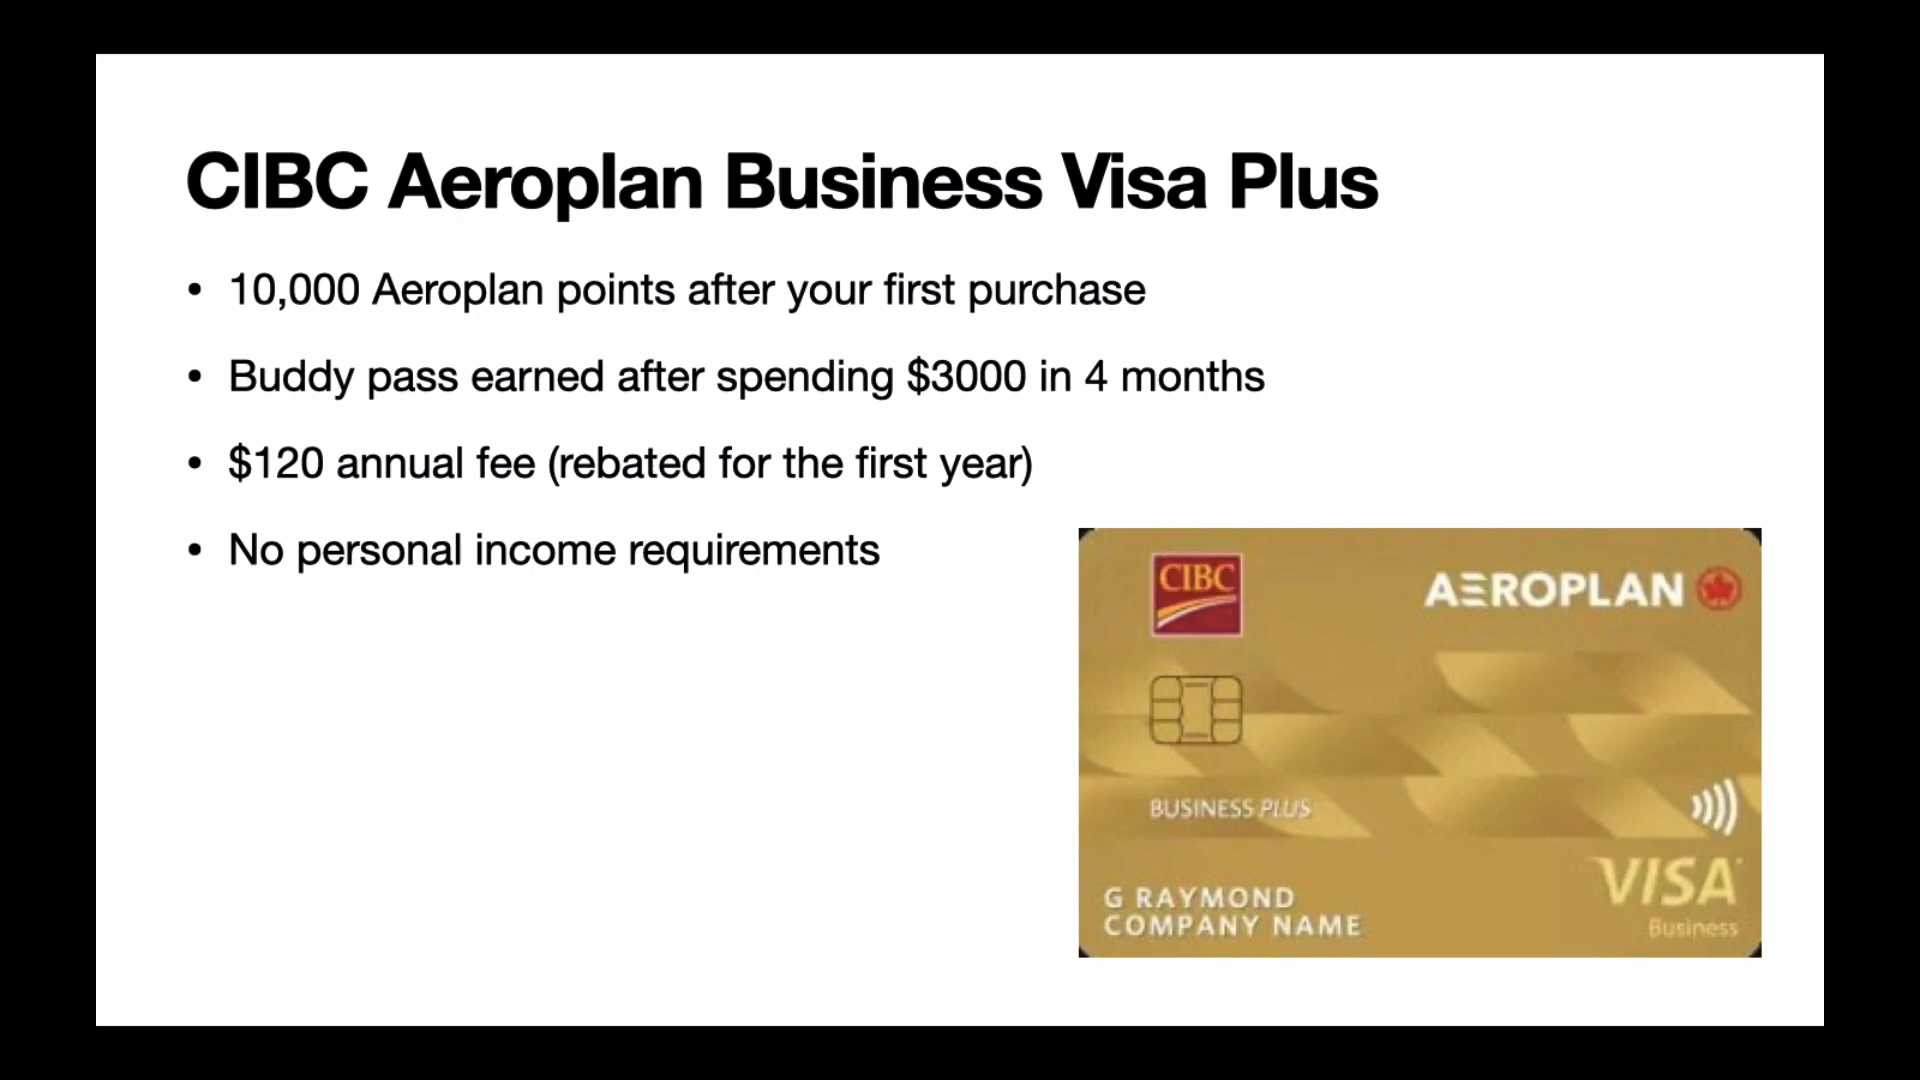 CIBC Aeroplan Business Visa Plus
• 10,000 Aeroplan points after your first purchase
• Buddy pass earned after spending $3000 in 4 months
• $120 annual fee (rebated for the first year)
• No personal income requirements
CIBC
AEROPLAN
BUSINESS PLUS
G RAYMOND
COMPANY NAME
VISA
Business